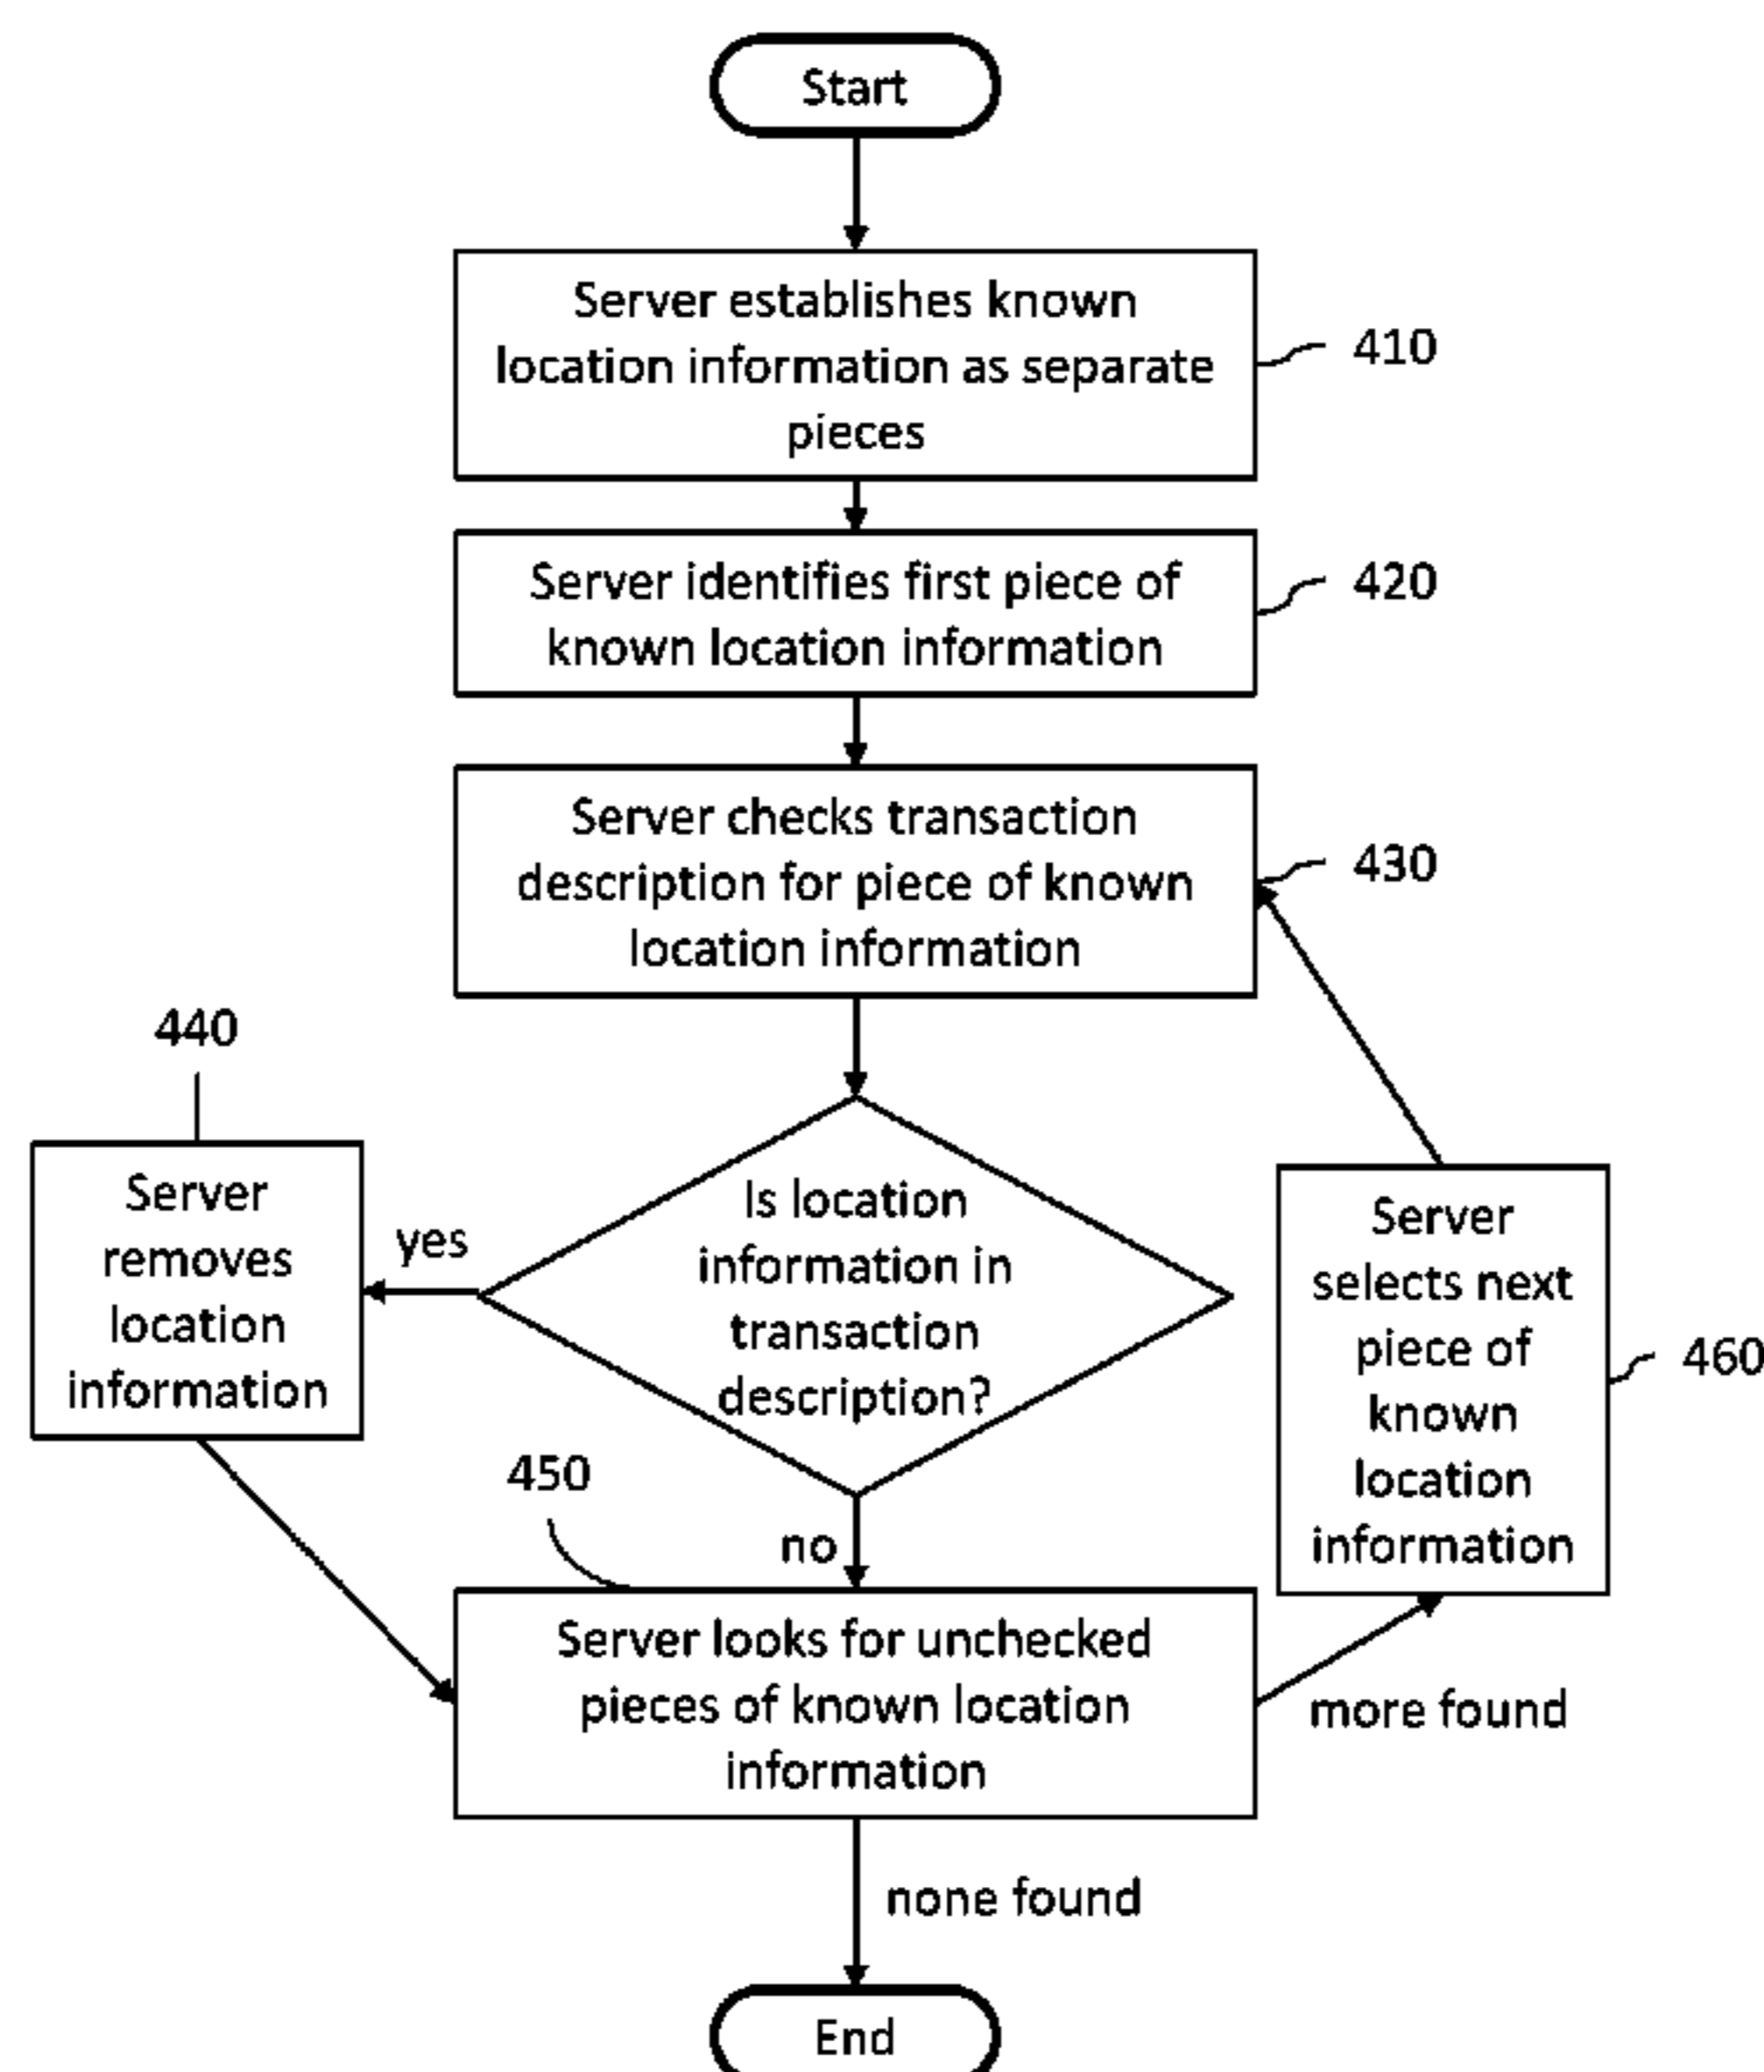 Start
Server establishes known
location information as separate
pieces
410
Server identifies first piece of
known location information
420
Server checks transaction
description for piece of known
location information
430
440
Server
removes
location
information
yes
Is location
information in
transaction
description?
Server
selects next
piece of
known
location
information
460
450
no
Server looks for unchecked
pieces of known location
information
more found
none found
End